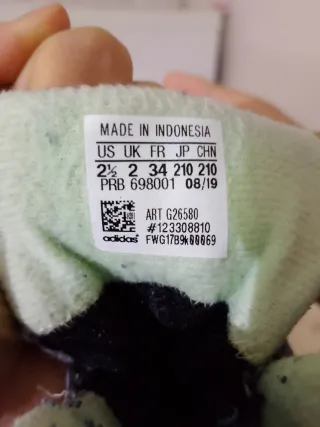 MADE IN INDONESIA
US UK FR JP CHN
2½ 2 34 210 210
PRB 698001 08/19
ART G26580
#123308810
adidas FWG17B9k00069